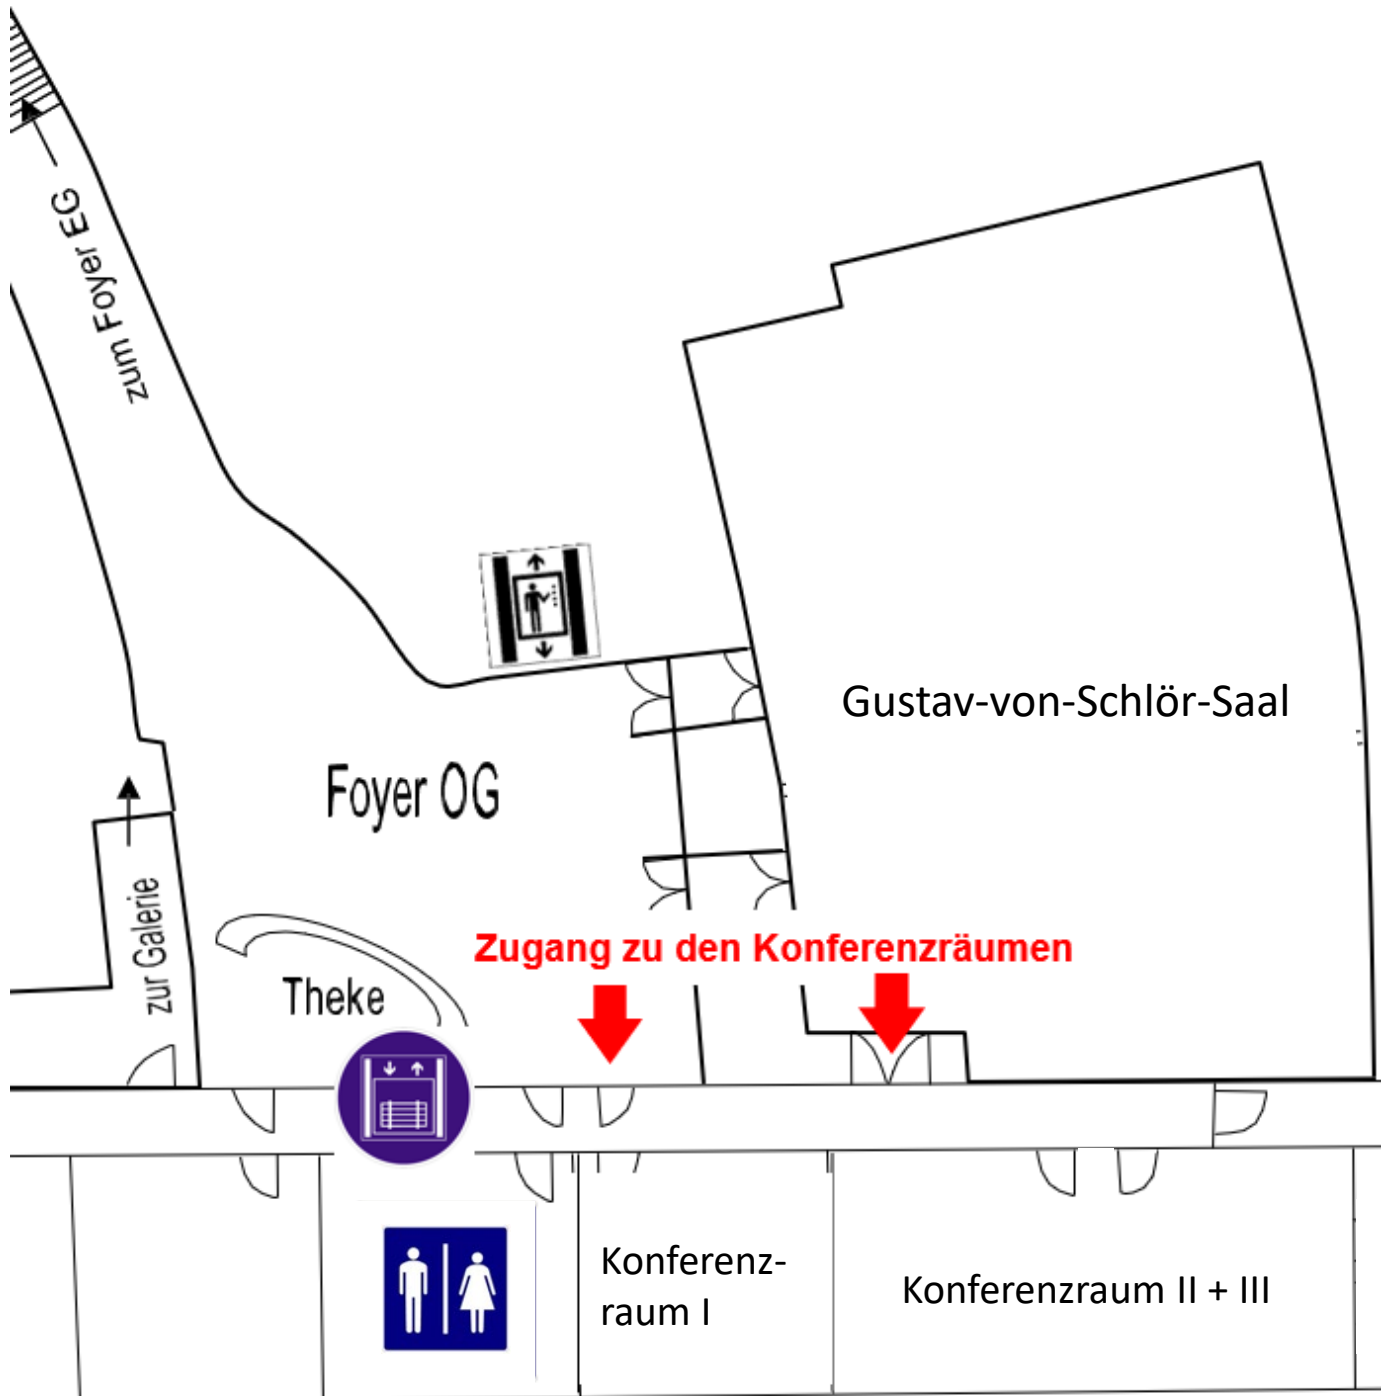 zum Foyer EG
Gustav-von-Schlör-Saal
Foyer OG
zur Galerie
Zugang zu den Konferenzräumen
Theke
Konferenz-
raum I
Konferenzraum II + III